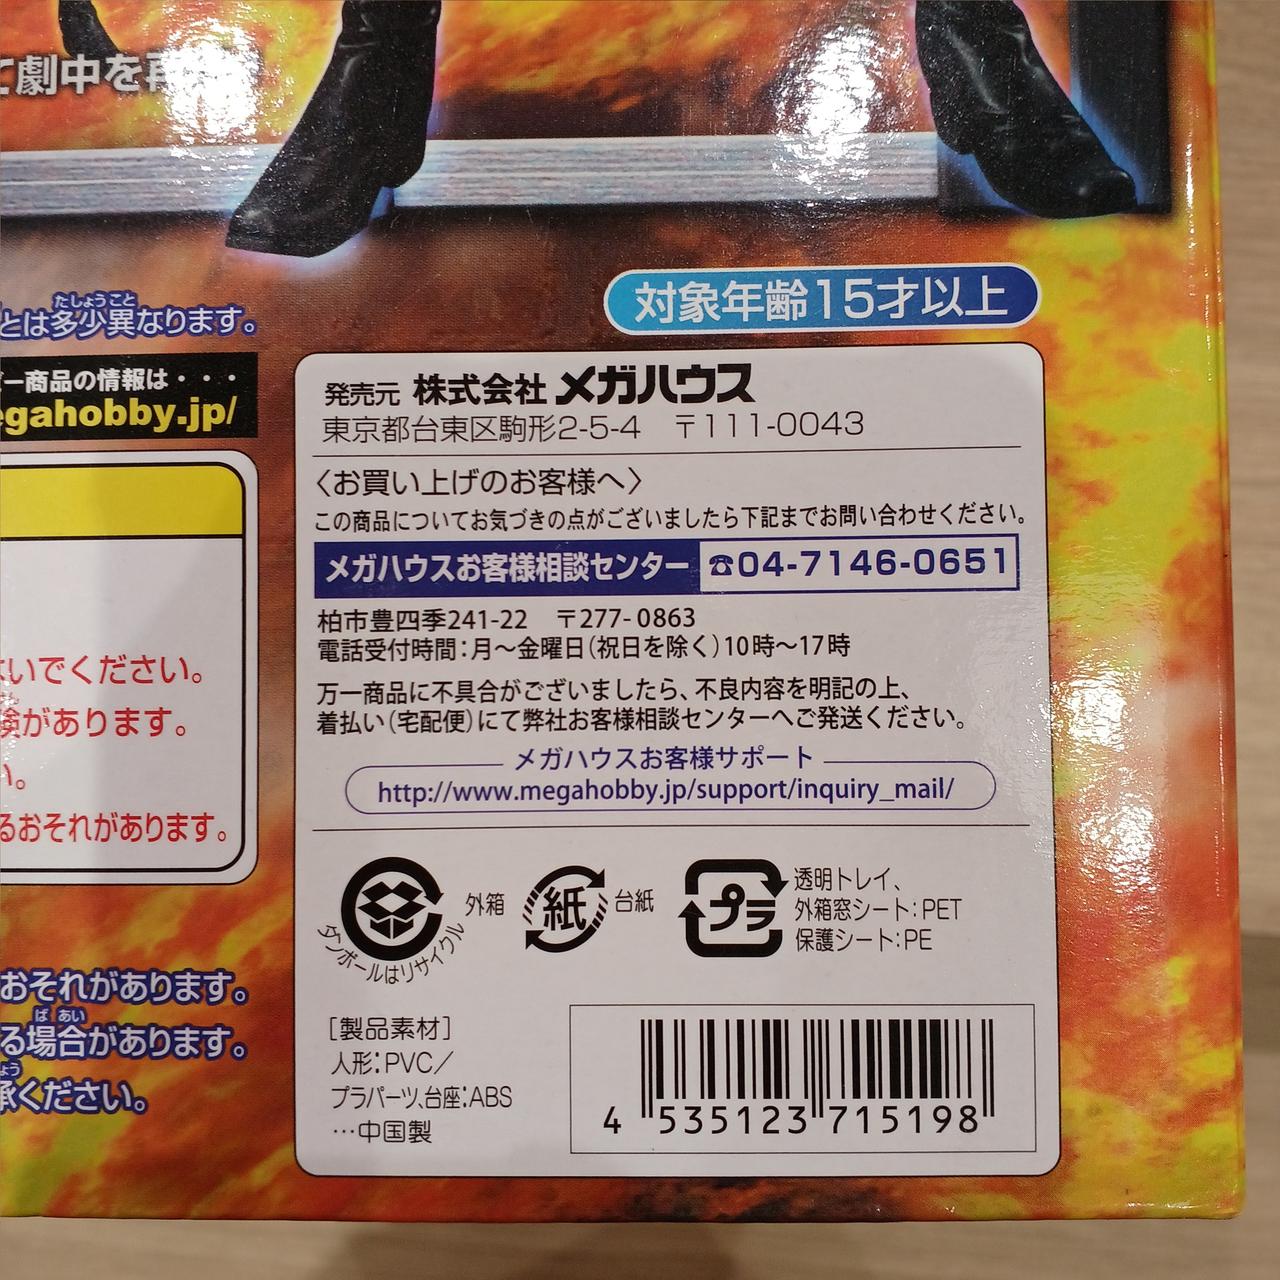 て劇中を再
とは多少異なります。
たしょうこと
商品の情報は・・・
egahobby.jp/
いでください。
険があります。
い。
るおそれがあります。
おそれがあります。
る場合があります。
ば あい
承ください。
対象年齢15才以上
発売元 株式会社 メガハウス
東京都台東区駒形2-5-4 〒111-0043
〈お買い上げのお客様へ〉
この商品についてお気づきの点がございましたら下記までお問い合わせください。
メガハウスお客様相談センター ☎04-7146-0651
柏市豊四季241-22 〒277-0863
電話受付時間:月〜金曜日(祝日を除く)10時〜17時
万一商品に不具合がございましたら、不良内容を明記の上、
着払い(宅配便)にて弊社お客様相談センターへご発送ください。
メガハウスお客様サポート
http://www.megahobby.jp/support/inquiry_mail/
ダンボールはリサイクル
外箱
紙
台紙
プラ
透明トレイ、
外箱窓シート:PET
保護シート:PE
[製品素材]
人形:PVC/
プラパーツ、台座:ABS
…中国製
4 535123 715198